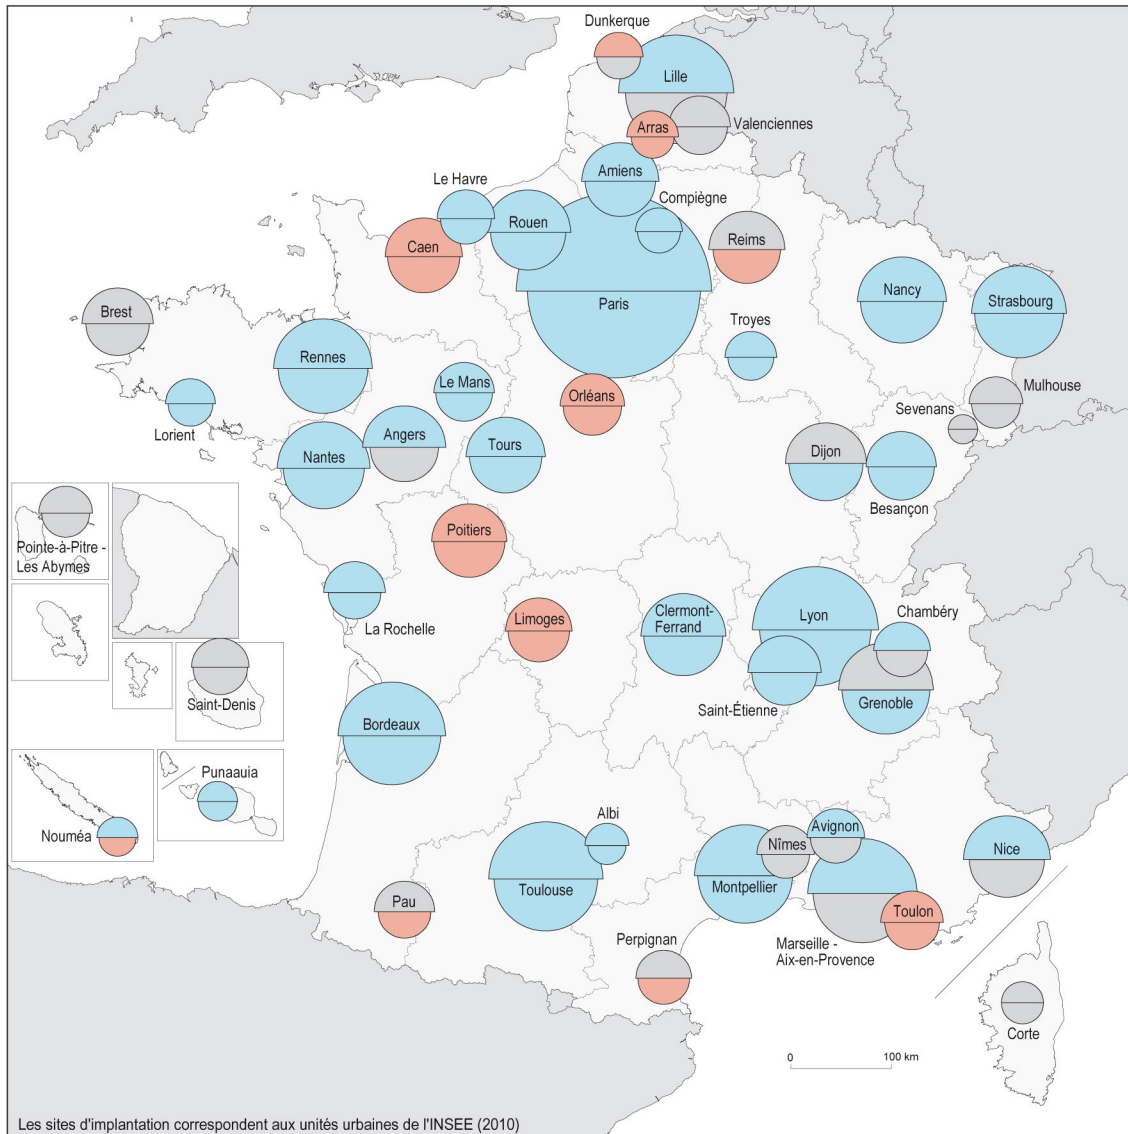 Dunkerque
Lille
Arras
Valenciennes
Amiens
Le Havre
Compiègne
Rouen
Caen
Reims
Nancy
Strasbourg
Paris
Brest
Troyes
Rennes
Le Mans
Orléans
Mulhouse
Sevenans
Lorient
Angers
Tours
Nantes
Dijon
Besançon
Pointe-à-Pitre -
Les Abymes
Poitiers
La Rochelle
Limoges
Clermont-
Ferrand
Lyon
Chambéry
Saint-Denis
Saint-Étienne
Grenoble
Bordeaux
Punaauia
Nouméa
Albi
Avignon
Nîmes
Nice
Toulouse
Montpellier
Pau
Toulon
Perpignan
Marseille -
Aix-en-Provence
Corte
0 100 km
Les sites d'implantation correspondent aux unités urbaines de l'INSEE (2010)